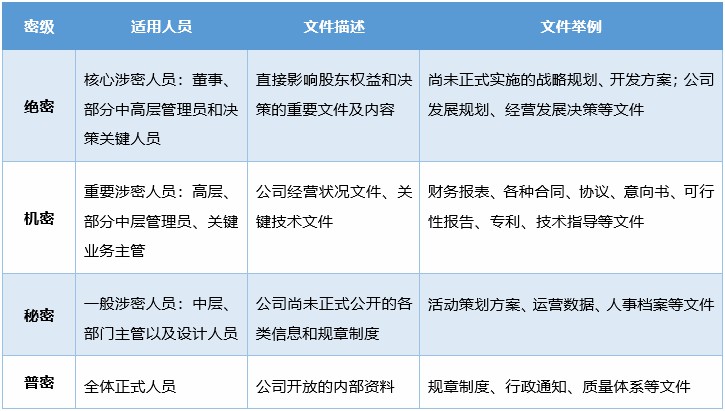 密级 适用人员 文件描述 文件举例
绝密
核心涉密人员：董事、
部分中高层管理员和决
策关键人员
直接影响股东权益和决
策的重要文件及内容
尚未正式实施的战略规划、开发方案；公司
发展规划、经营发展决策等文件
机密
重要涉密人员：高层、
部分中层管理员、关键
业务主管
公司经营状况文件、关
键技术文件
财务报表、各种合同、协议、意向书、可行
性报告、专利、技术指导等文件
秘密
一般涉密人员：中层、
部门主管以及设计人员
公司尚未正式公开的各
类信息和规章制度
活动策划方案、运营数据、人事档案等文件
普密
全体正式人员
公司开放的内部资料
规章制度、行政通知、质量体系等文件